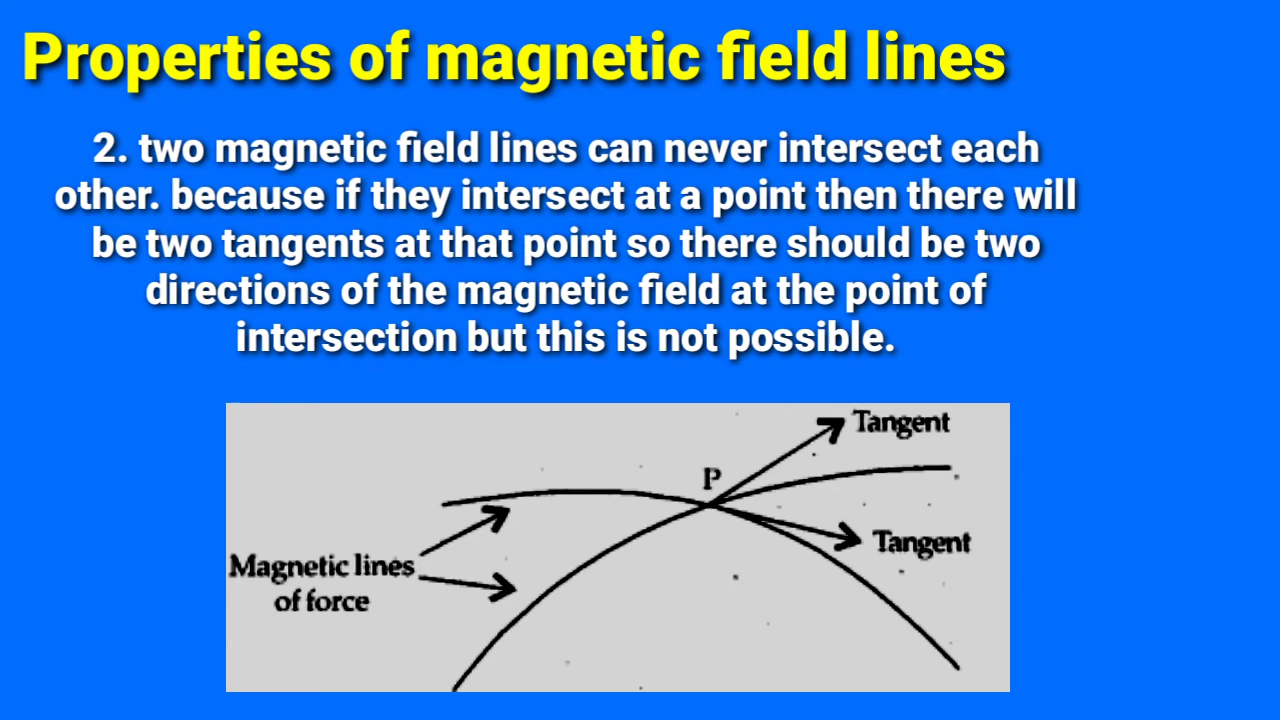 Properties of magnetic field lines
2. two magnetic field lines can never intersect each
other. because if they intersect at a point then there will
be two tangents at that point so there should be two
directions of the magnetic field at the point of
intersection but this is not possible.
Tangent
P
Tangent
Magnetic lines
of force